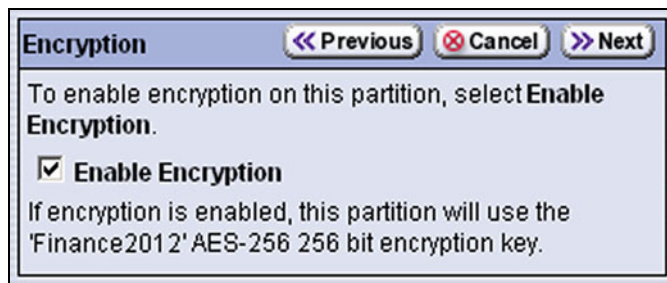 Encryption Previous Cancel Next
To enable encryption on this partition, select Enable
Encryption.
Enable Encryption
If encryption is enabled, this partition will use the
'Finance2012' AES-256 256 bit encryption key.